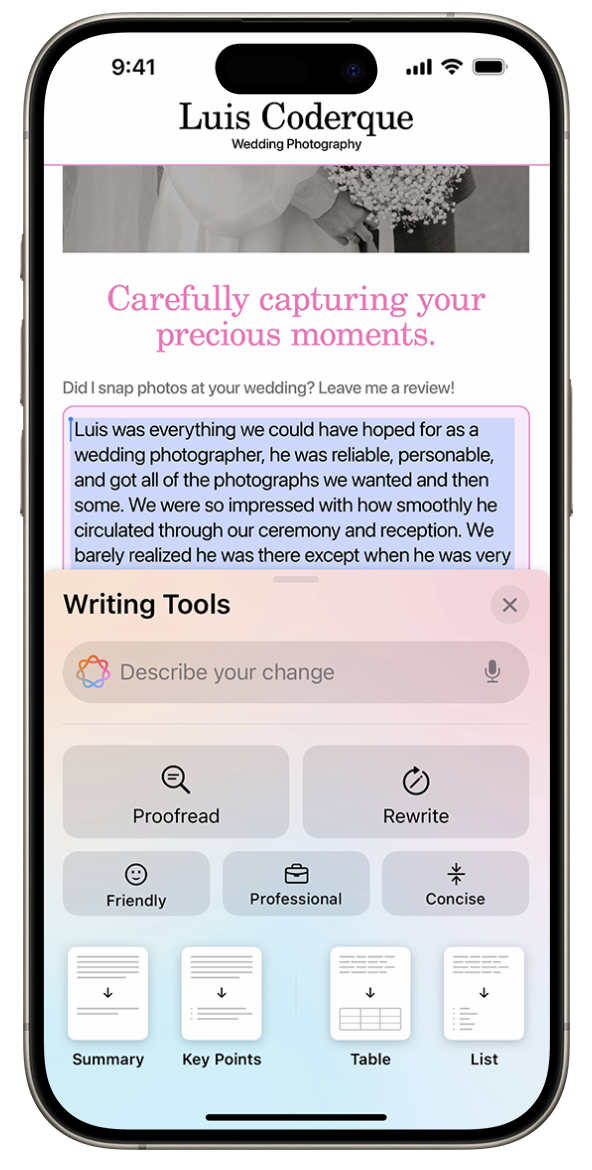 9:41
Luis Coderque
Wedding Photography
Carefully capturing your
precious moments.
Did I snap photos at your wedding? Leave me a review!
Luis was everything we could have hoped for as a
wedding photographer, he was reliable, personable,
and got all of the photographs we wanted and then
some. We were so impressed with how smoothly he
circulated through our ceremony and reception. We
barely realized he was there except when he was very
Writing Tools
Describe your change
Proofread
Rewrite
Friendly
Professional
Concise
Summary
Key Points
Table
List